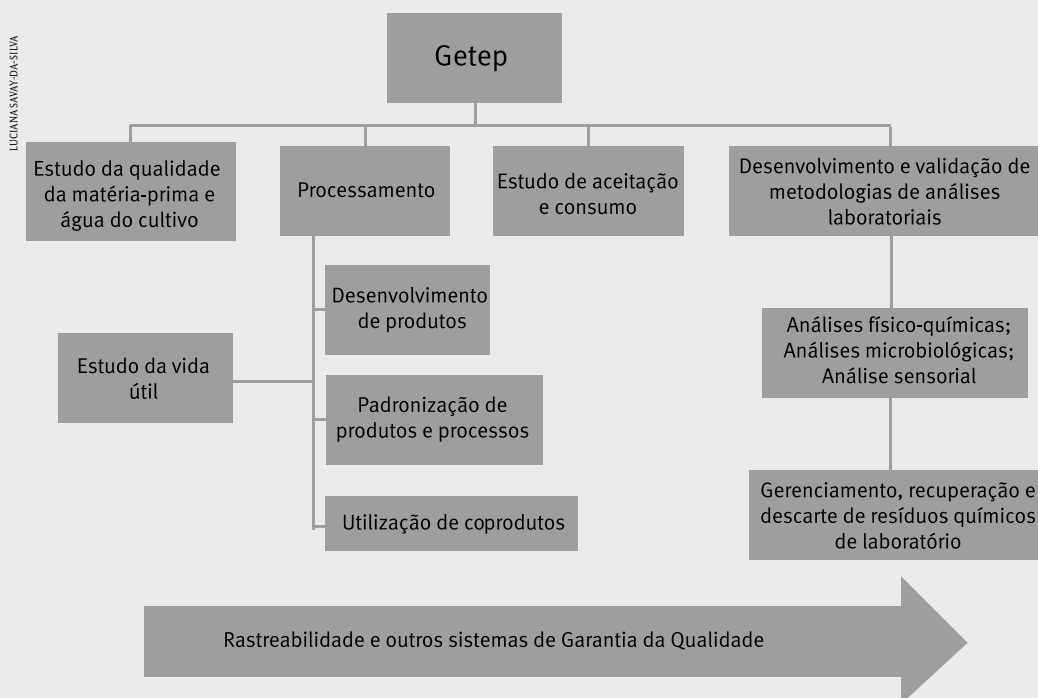 LUCIANA SAVAY-DA-SILVA
Getep
Estudo da qualidade
da matéria-prima e
água do cultivo
Processamento
Estudo de aceitação
e consumo
Desenvolvimento e validação de
metodologias de análises
laboratoriais
Desenvolvimento
de produtos
Estudo da vida
útil
Padronização de
produtos e processos
Utilização de coprodutos
Análises físico-químicas;
Análises microbiológicas;
Análise sensorial
Gerenciamento, recuperação e
descarte de resíduos químicos
de laboratório
Rastreabilidade e outros sistemas de Garantia da Qualidade